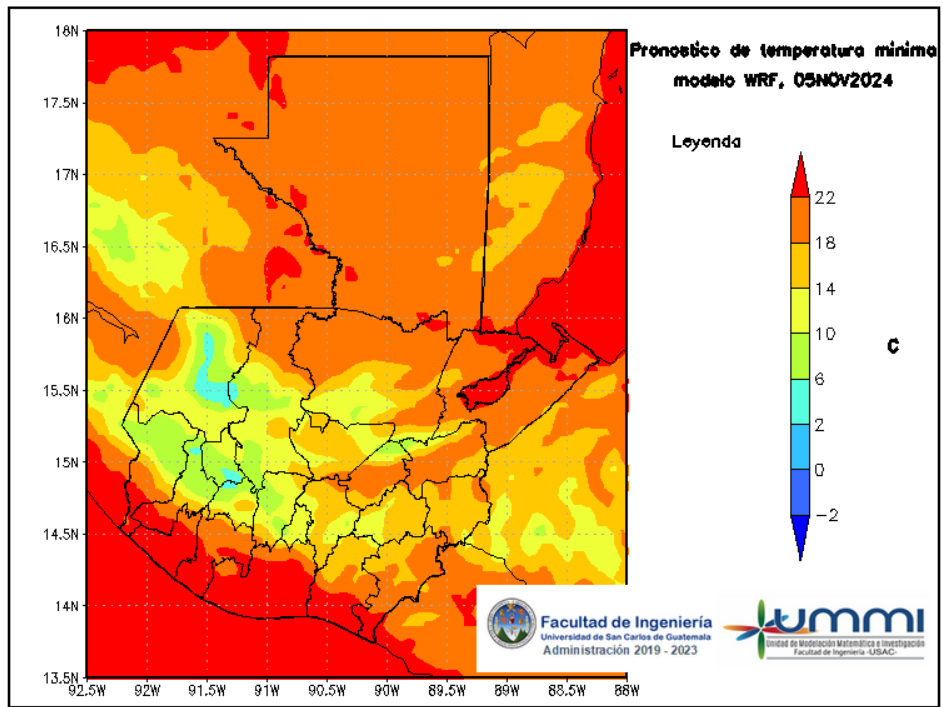 Pronostico de temperatura minima
modelo WRF, 05NOV2024
Leyenda
22
18
14
10
6
2
0
−2
C
18N
17.5N
17N
16.5N
16N
15.5N
15N
14.5N
14N
13.5N
92.5W 92W 91.5W 91W 90.5W 90W 89.5W 89W 88.5W 88W
Facultad de Ingeniería
Universidad de San Carlos de Guatemala
Administración 2019 - 2023
ummi
Unidad de Modelación Matemática e Investigación
Facultad de Ingeniería -USAC-